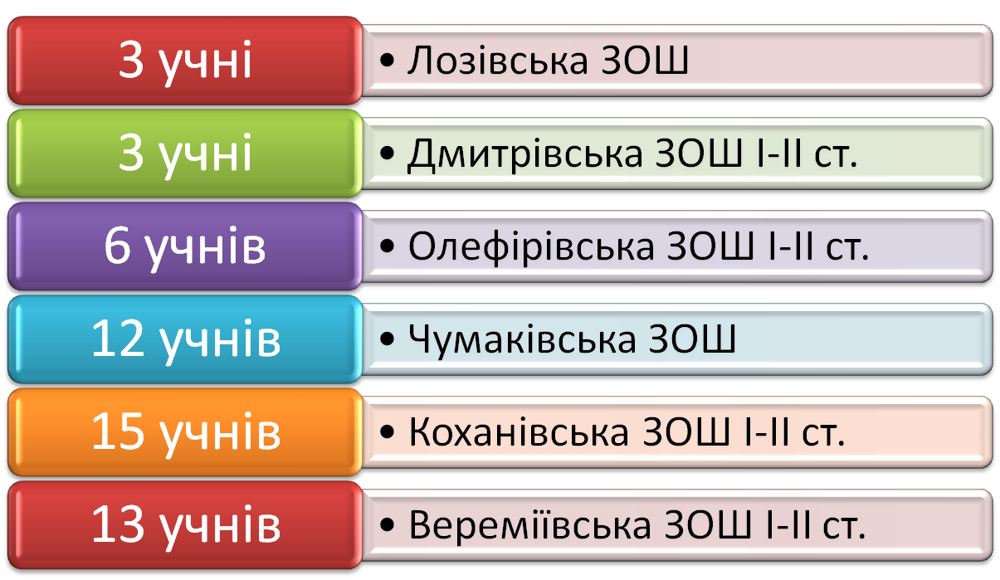 3 учні
• Лозівська ЗОШ
3 учні
• Дмитрівська ЗОШ І-ІІ ст.
6 учнів
• Олефірівська ЗОШ І-ІІ ст.
12 учнів
• Чумаківська ЗОШ
15 учнів
• Коханівська ЗОШ І-ІІ ст.
13 учнів
• Вереміївська ЗОШ І-ІІ ст.